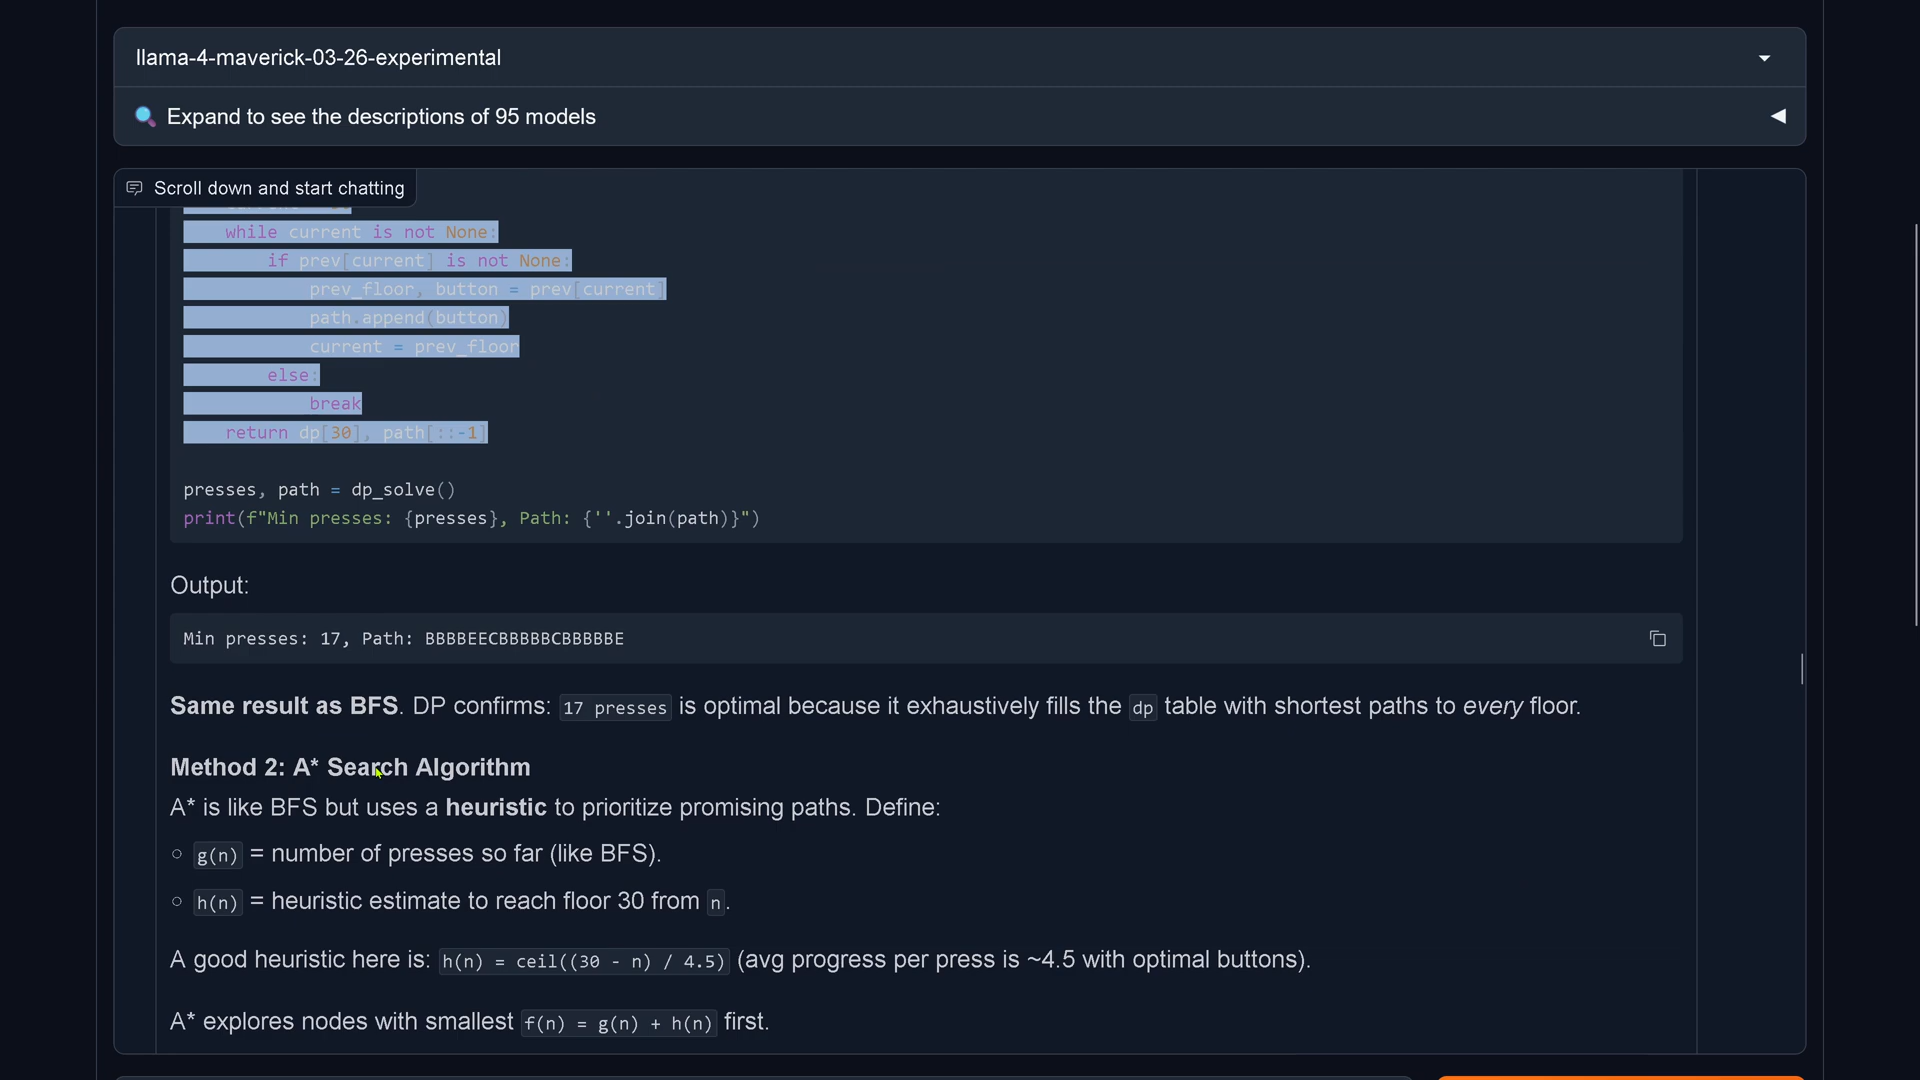 llama-4-maverick-03-26-experimental
Expand to see the descriptions of 95 models
Scroll down and start chatting
while current is not None:
if prev[current] is not None:
prev_floor, button = prev[current]
path.append(button)
current = prev_floor
else:
break
return dp[30], path[::-1]
presses, path = dp_solve()
print(f"Min presses: {presses}, Path: {''.join(path)}")
Output:
Min presses: 17, Path: BBBBEECBBBBBCBBBBBE
Same result as BFS. DP confirms: 17 presses is optimal because it exhaustively fills the dp table with shortest paths to every floor.
Method 2: A* Search Algorithm
A* is like BFS but uses a heuristic to prioritize promising paths. Define:
○ g(n) = number of presses so far (like BFS).
○ h(n) = heuristic estimate to reach floor 30 from n.
A good heuristic here is: h(n) = ceil((30 - n) / 4.5) (avg progress per press is ~4.5 with optimal buttons).
A* explores nodes with smallest f(n) = g(n) + h(n) first.